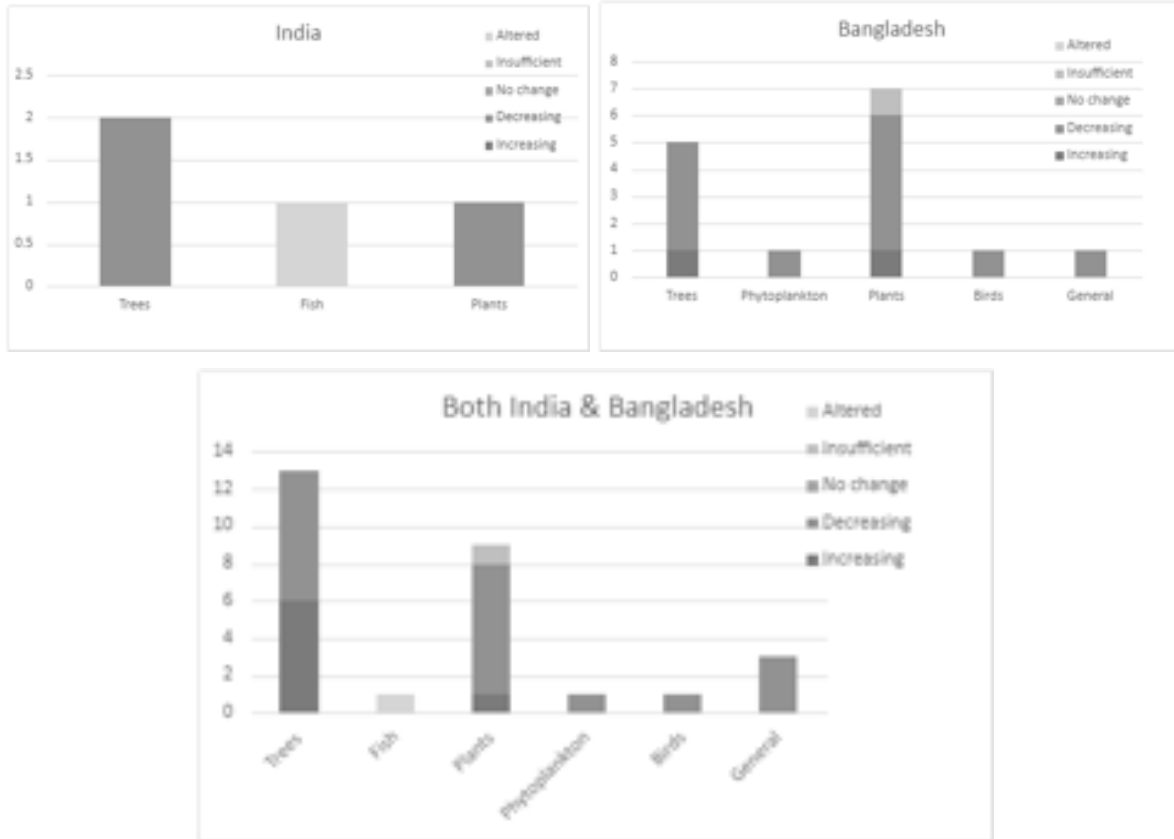 India
Altered
Insufficient
No change
Decreasing
Increasing
2.5
2
1.5
1
0.5
0
Trees Fish Plants
Bangladesh
Altered
Insufficient
No change
Decreasing
Increasing
8
7
6
5
4
3
2
1
0
Trees Phytoplankton Plants Birds General
Both India & Bangladesh
Altered
Insufficient
No change
Decreasing
Increasing
14
12
10
8
6
4
2
0
Trees Fish Plants Phytoplankton Birds General